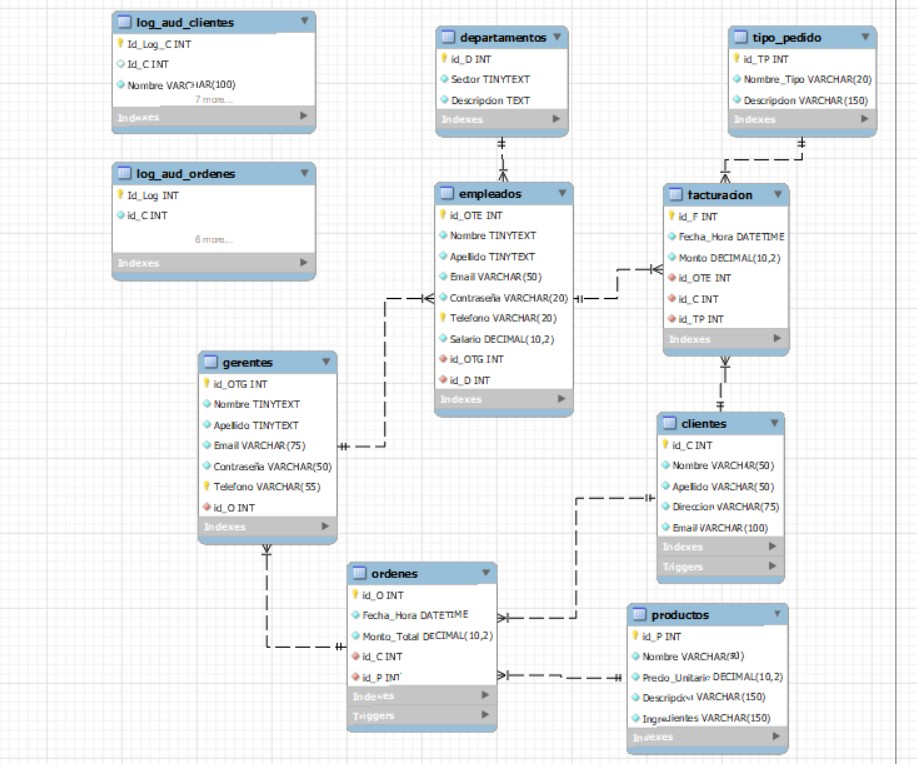 log_aud_clientes
Id_Log_C INT
Id_C INT
Nombre VARCHAR(100)
7 more...
Indexes
log_aud_ordenes
Id_Log INT
id_C INT
6 more...
Indexes
departamentos
id_D INT
Sector TINYTEXT
Descripcion TEXT
Indexes
tipo_pedido
id_TP INT
Nombre_Tipo VARCHAR(20)
Descripcion VARCHAR(150)
Indexes
empleados
id_OTE INT
Nombre TINYTEXT
Apellido TINYTEXT
Email VARCHAR(50)
Contraseña VARCHAR(20)
Telefono VARCHAR(20)
Salario DECIMAL(10,2)
id_OTG INT
id_D INT
Indexes
facturacion
id_F INT
Fecha_Hora DATETIME
Monto DECIMAL(10,2)
id_OTE INT
id_C INT
id_TP INT
Indexes
gerentes
id_OTG INT
Nombre TINYTEXT
Apellido TINYTEXT
Email VARCHAR(75)
Contraseña VARCHAR(50)
Telefono VARCHAR(55)
id_O INT
Indexes
clientes
id_C INT
Nombre VARCHAR(50)
Apellido VARCHAR(50)
Direccion VARCHAR(75)
Email VARCHAR(100)
Indexes
Triggers
ordenes
id_O INT
Fecha_Hora DATETIME
Monto_Total DECIMAL(10,2)
id_C INT
id_P INT
Indexes
Triggers
productos
id_P INT
Nombre
Precio_Unitario DECIMAL(10,2)
Descripcion VARCHAR(150)
Ingredientes VARCHAR(150)
Indexes